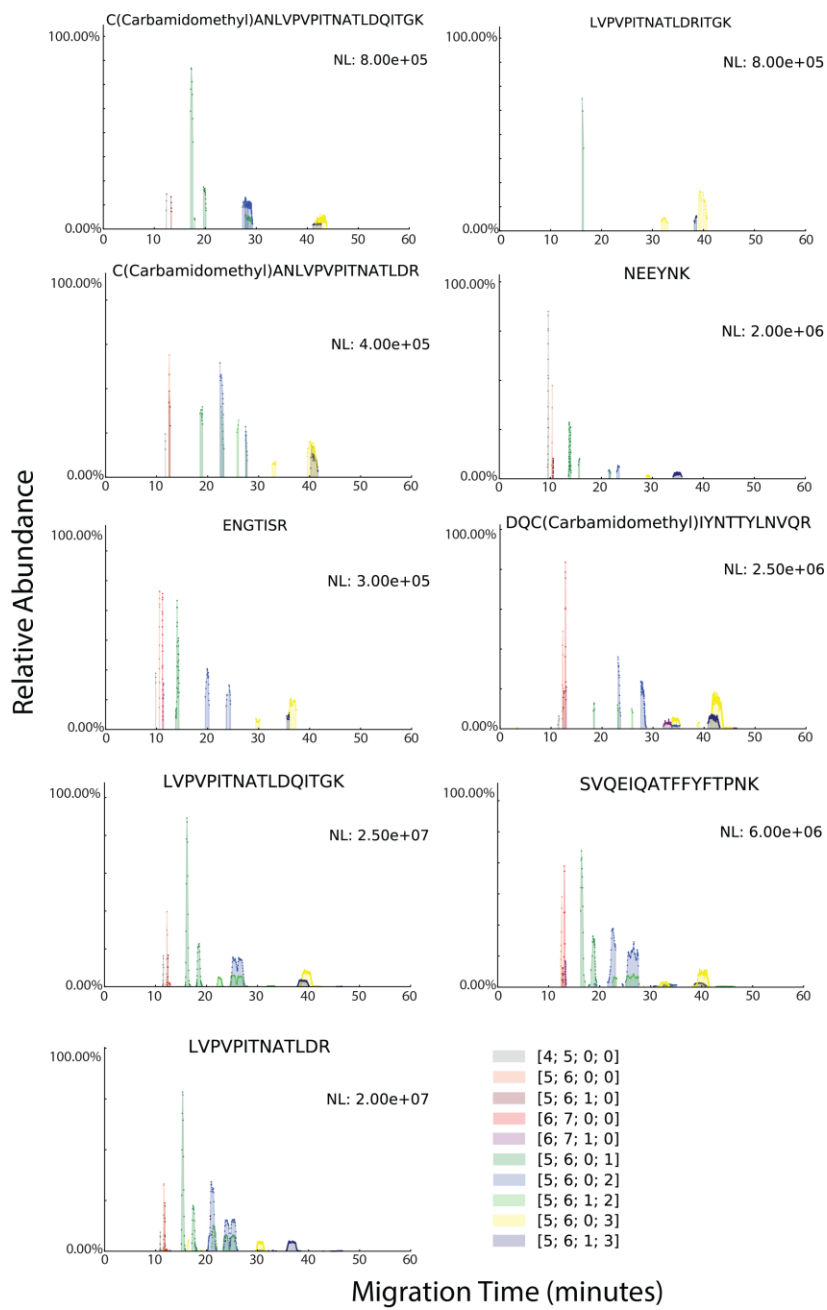 C(Carbamidomethyl)ANLVPVPITNATLDQITGK
100.00%
NL: 8.00e+05
0.00%
0 10 20 30 40 50 60
LVPVPITNATLDRITGK
100.00%
NL: 8.00e+05
0.00%
0 10 20 30 40 50 60
C(Carbamidomethyl)ANLVPVPITNATLDR
100.00%
NL: 4.00e+05
0.00%
0 10 20 30 40 50 60
NEEYNK
100.00%
NL: 2.00e+06
0.00%
0 10 20 30 40 50 60
ENGTISR
100.00%
NL: 3.00e+05
0.00%
0 10 20 30 40 50 60
DQC(Carbamidomethyl)IYNTTYLNVQR
100.00%
NL: 2.50e+06
0.00%
0 10 20 30 40 50 60
LVPVPITNATLDQITGK
100.00%
NL: 2.50e+07
0.00%
0 10 20 30 40 50 60
SVQEIQATFFYFTPNK
100.00%
NL: 6.00e+06
0.00%
0 10 20 30 40 50 60
LVPVPITNATLDR
100.00%
NL: 2.00e+07
0.00%
0 10 20 30 40 50 60
[4; 5; 0; 0]
[5; 6; 0; 0]
[5; 6; 1; 0]
[6; 7; 0; 0]
[6; 7; 1; 0]
[5; 6; 0; 1]
[5; 6; 0; 2]
[5; 6; 1; 2]
[5; 6; 0; 3]
[5; 6; 1; 3]
Relative Abundance
Migration Time (minutes)